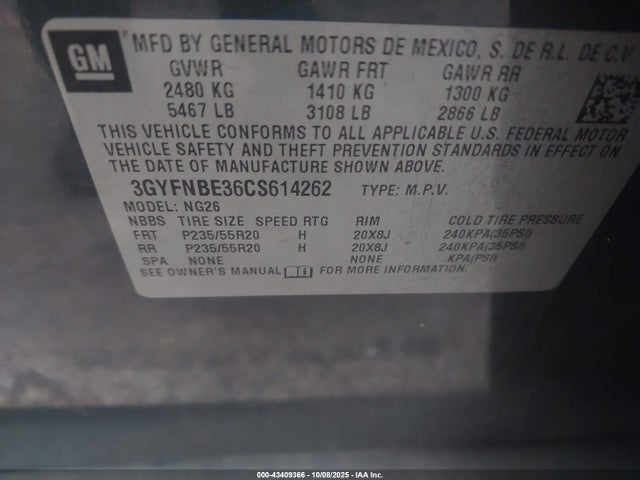 GM
MFD BY GENERAL MOTORS DE MEXICO, S. DE R.L. DE C.V.
GVWR GAWR FRT GAWR RR
2480 KG 1410 KG 1300 KG
5467 LB 3108 LB 2866 LB
THIS VEHICLE CONFORMS TO ALL APPLICABLE U.S. FEDERAL MOTOR
VEHICLE SAFETY AND THEFT PREVENTION STANDARDS IN EFFECT ON
THE DATE OF MANUFACTURE SHOWN ABOVE.
3GYFNBE36CS614262 TYPE: M.P.V.
MODEL: NG26
NBBS TIRE SIZE SPEED RTG RIM COLD TIRE PRESSURE
FRT P235/55R20 H 20X8J 240KPA(35PSI)
RR P235/55R20 H 20X8J 240KPA(35PSI)
SPA NONE NONE KPA(PSI)
SEE OWNER'S MANUAL FOR MORE INFORMATION.
000-43409366 - 10/08/2025 - IAA Inc.